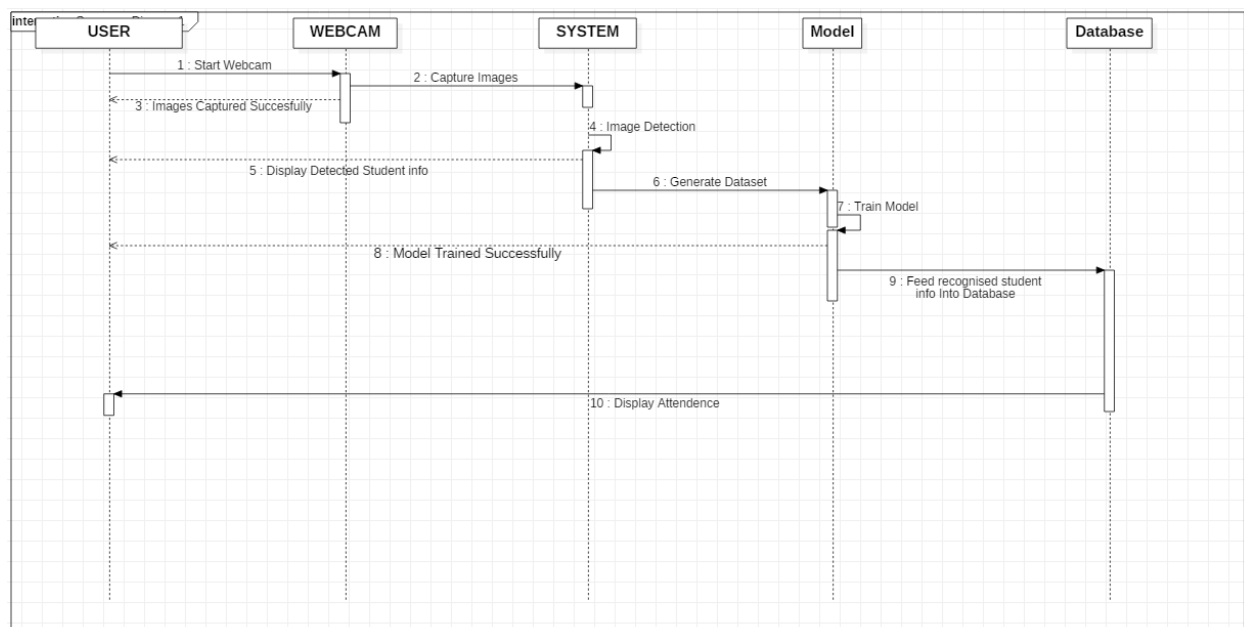 USER
WEBCAM
SYSTEM
Model
Database
1 : Start Webcam
2 : Capture Images
3 : Images Captured Succesfully
4 : Image Detection
5 : Display Detected Student info
6 : Generate Dataset
7 : Train Model
8 : Model Trained Successfully
9 : Feed recognised student
info Into Database
10 : Display Attendence